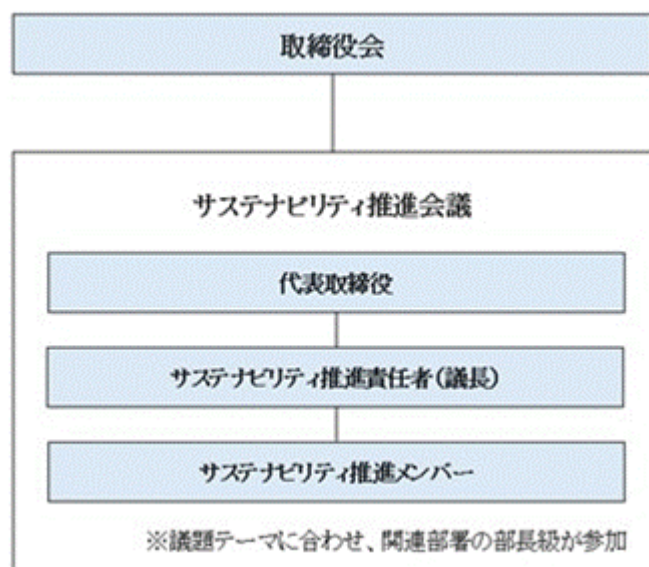 取締役会
サステナビリティ推進会議
代表取締役
サステナビリティ推進責任者(議長)
サステナビリティ推進メンバー
※議題テーマに合わせ、関連部署の部長級が参加